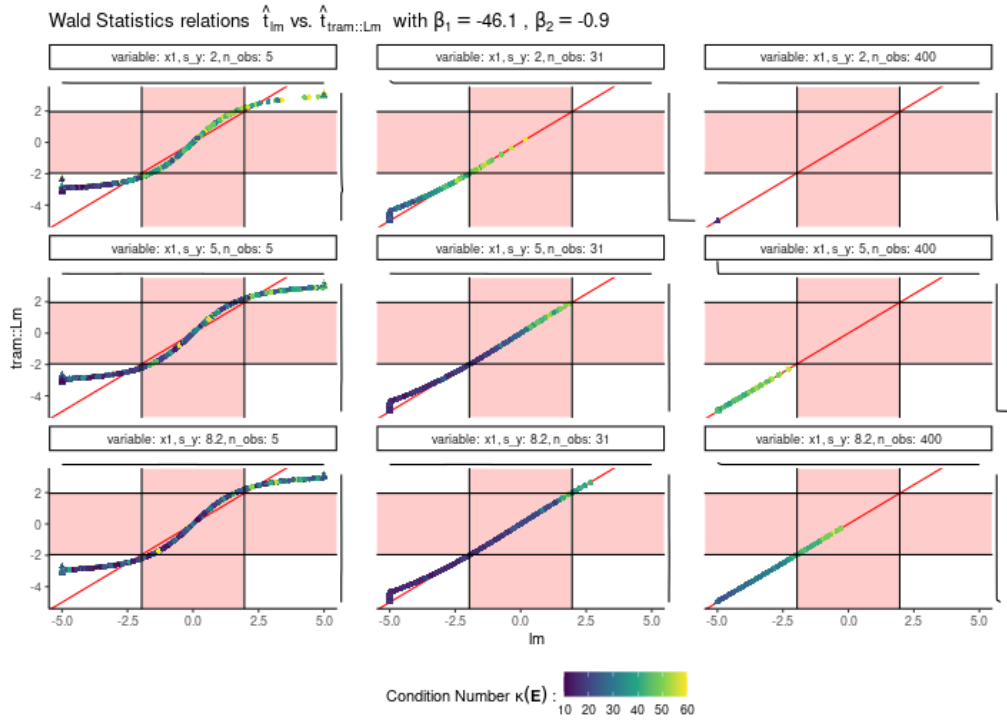 Wald Statistics relations t̂lm vs. t̂tram::Lm with β1 = -46.1 , β2 = -0.9
variable: x1, s_y: 2, n_obs: 5
variable: x1, s_y: 2, n_obs: 31
variable: x1, s_y: 2, n_obs: 400
2
0
-2
-4
variable: x1, s_y: 5, n_obs: 5
variable: x1, s_y: 5, n_obs: 31
variable: x1, s_y: 5, n_obs: 400
tram::Lm
2
0
-2
-4
variable: x1, s_y: 8.2, n_obs: 5
variable: x1, s_y: 8.2, n_obs: 31
variable: x1, s_y: 8.2, n_obs: 400
2
0
-2
-4
-5.0 -2.5 0.0 2.5 5.0 -5.0 -2.5 0.0 2.5 5.0 -5.0 -2.5 0.0 2.5 5.0
lm
Condition Number κ(E) :
10 20 30 40 50 60